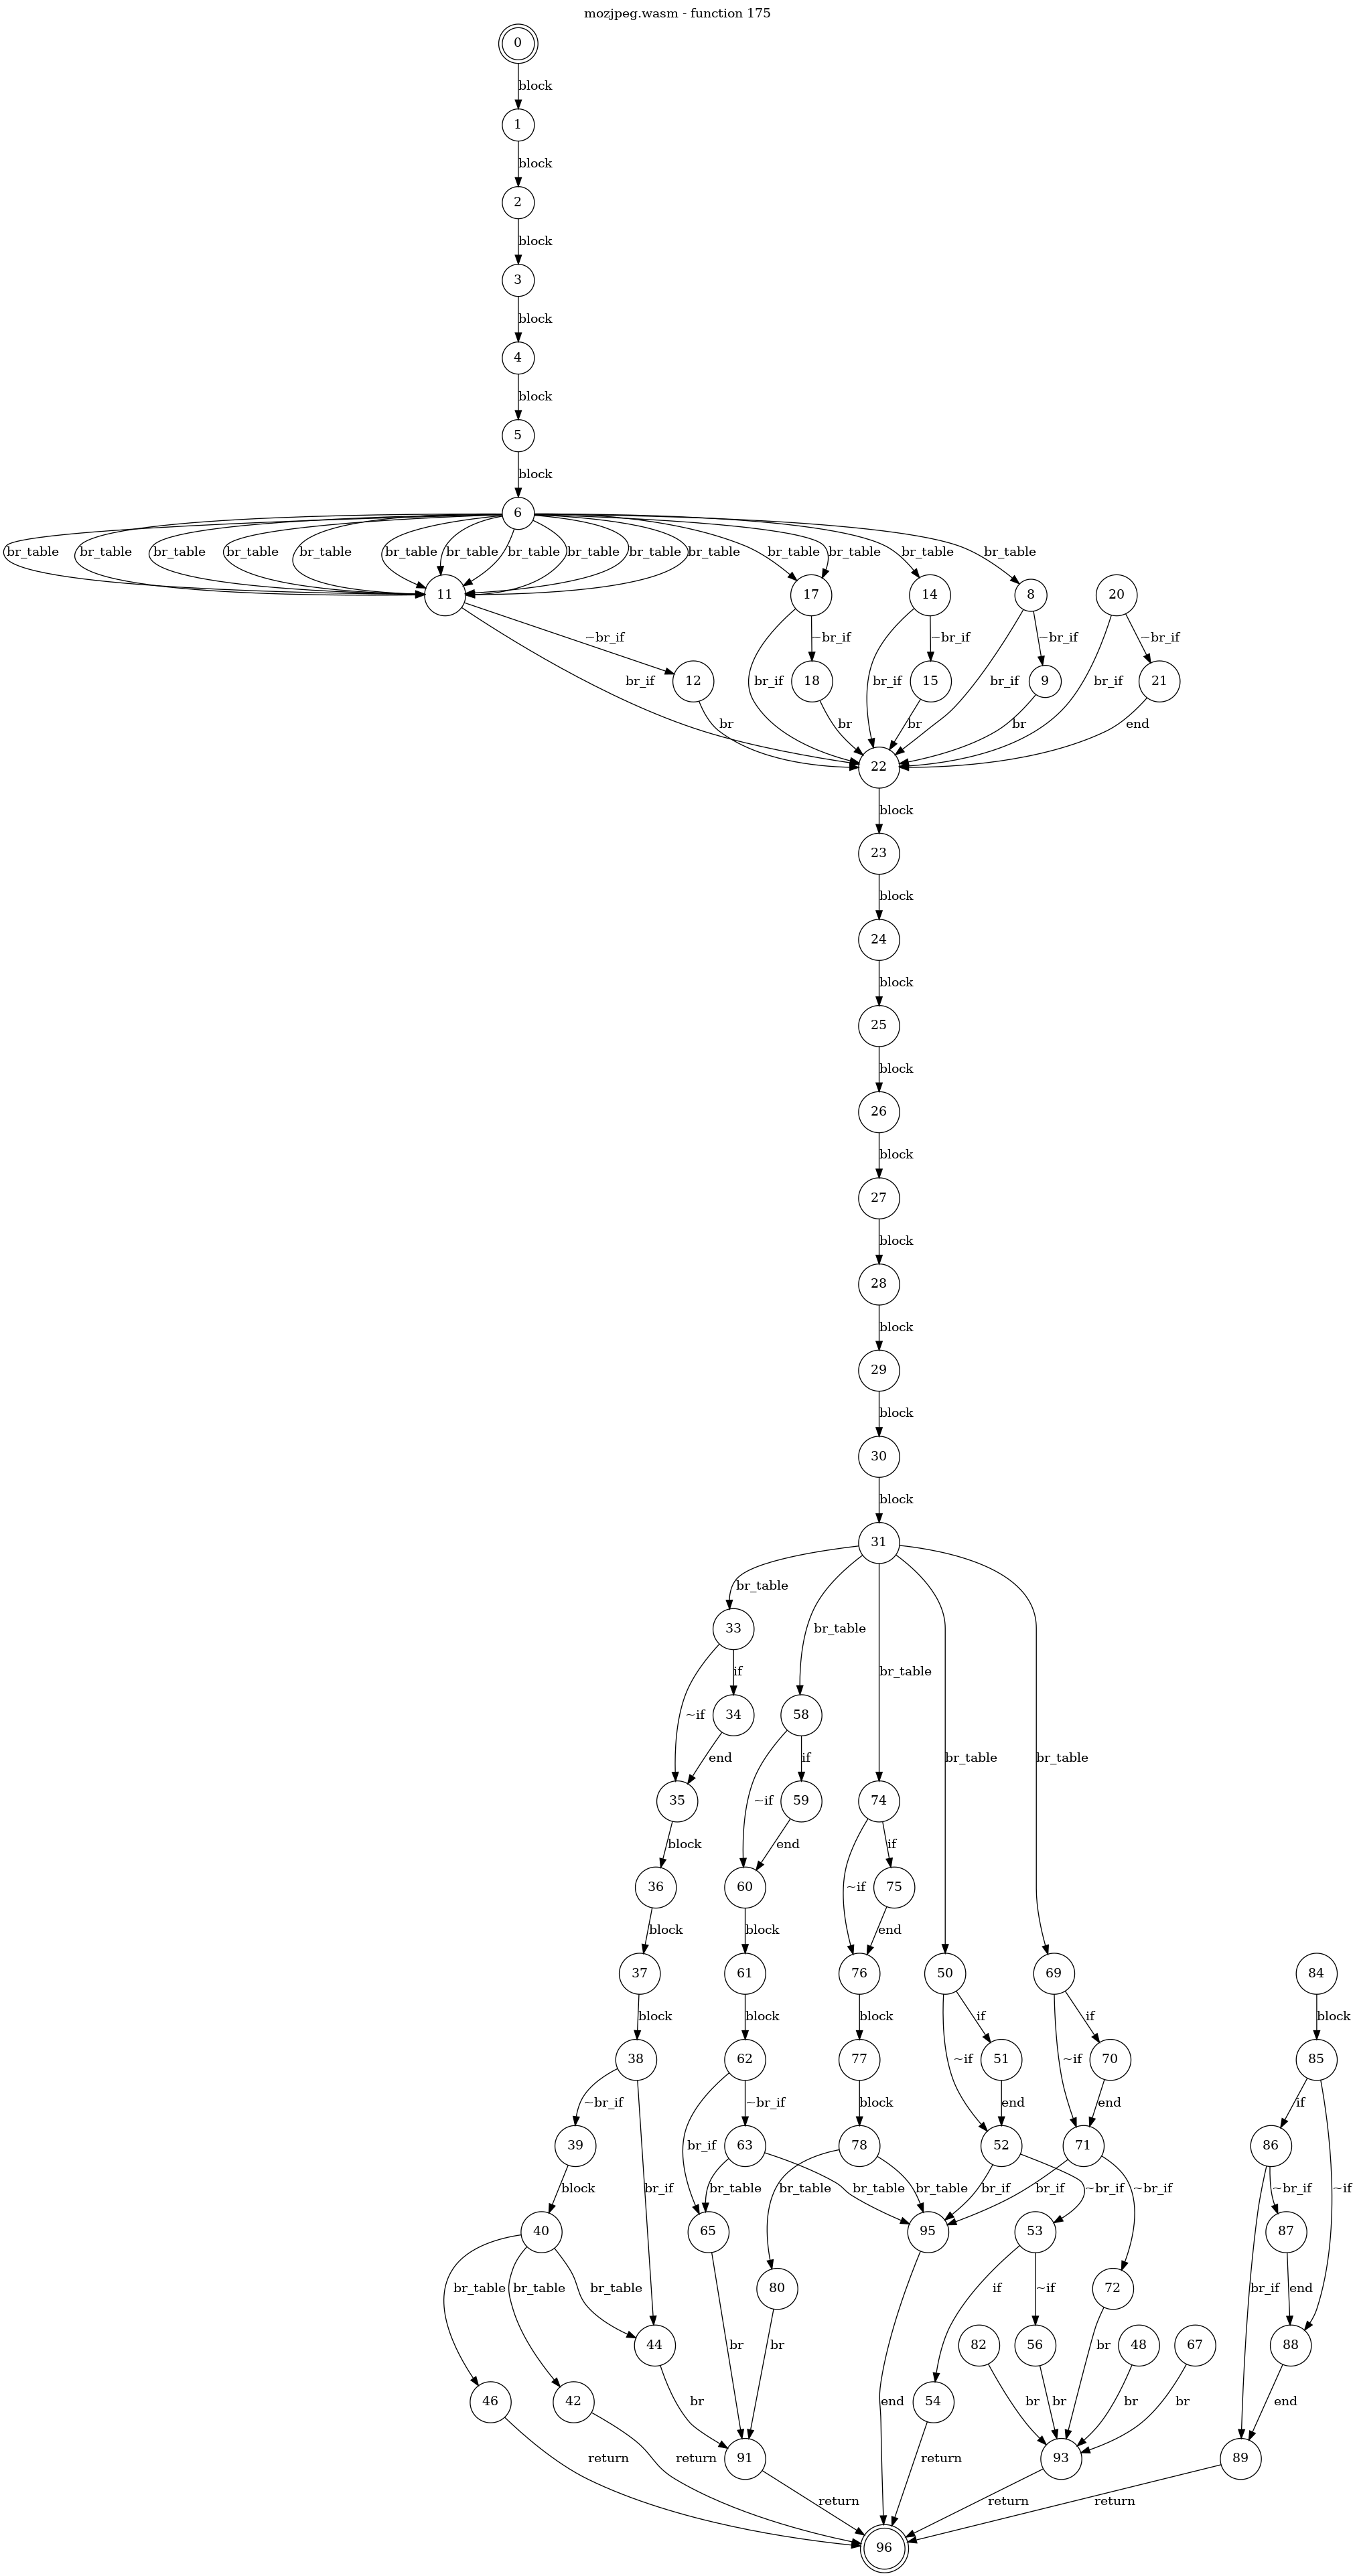 mozjpeg.wasm - function 175
0
block
1
block
2
block
3
block
4
block
5
block
6
br_table br_table br_table br_table br_table br_table br_table br_table br_table br_table br_table br_table br_table br_table br_table
11 17 14 8 20
~br_if ~br_if ~br_if ~br_if ~br_if
br_if br_if br_if br_if br_if
12 18 15 9 21
br br br br end
22
block
23
block
24
block
25
block
26
block
27
block
28
block
29
block
30
block
31
br_table
33
br_table
if br_table
~if 34 58
end if br_table br_table
35 59 74
block ~if end if
36 60 75
block block ~if end
37 61 76 50 69 84
block block block if if block
38 62 77 ~if 51 ~if 70 85
~br_if ~br_if block end end if
39 63 78 52 71 86
block br_if br_if br_table br_table br_table br_if ~br_if br_if ~br_if ~br_if ~if
40 65 95 53 87
br_table br_table br_table 80 if ~if 72 br_if end
44 82 56 48 67 88
br br br
46 42 br end 54 br br br br end
return return 91 return 93 89
return return return
96